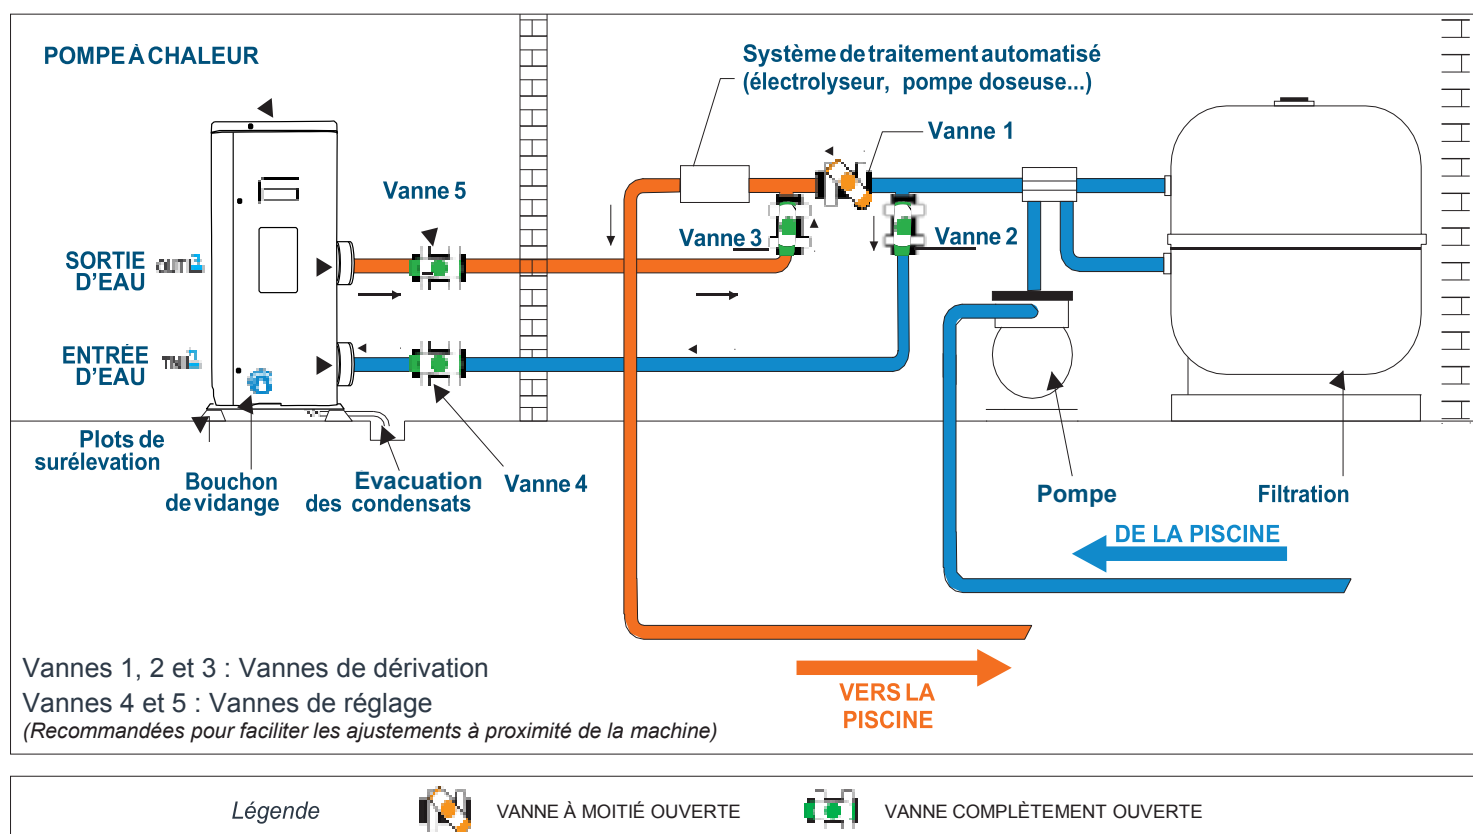 POMPE À CHALEUR
Système de traitement automatisé
(électrolyseur, pompe doseuse...)
Vanne 1
Vanne 5
Vanne 3
Vanne 2
SORTIE
D'EAU
OUT
ENTRÉE
D'EAU
Plots de
surélevation
Bouchon
de vidange
Evacuation
des condensats
Vanne 4
Pompe
Filtration
DE LA PISCINE
VERS LA
PISCINE
Vannes 1, 2 et 3 : Vannes de dérivation
Vannes 4 et 5 : Vannes de réglage
(Recommandées pour faciliter les ajustements à proximité de la machine)
Légende
VANNE À MOITIÉ OUVERTE
VANNE COMPLÈTEMENT OUVERTE